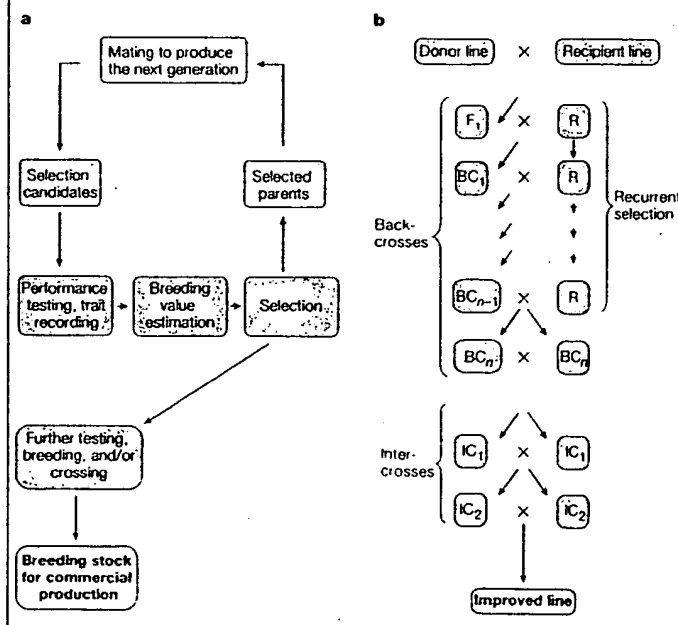 a
Mating to produce
the next generation
Selection
candidates
Selected
parents
Performance
testing, trait
recording
Breeding
value
estimation
Selection
Further testing,
breeding, and/or
crossing
Breeding stock
for commercial
production
b
Donor line × Recipient line
F₁ × R
BC₁ × R
Back-
crosses
Recurrent
selection
BCₙ₋₁ × R
BCₙ × BCₙ
Inter-
crosses
IC₁ × IC₁
IC₂ × IC₂
Improved line